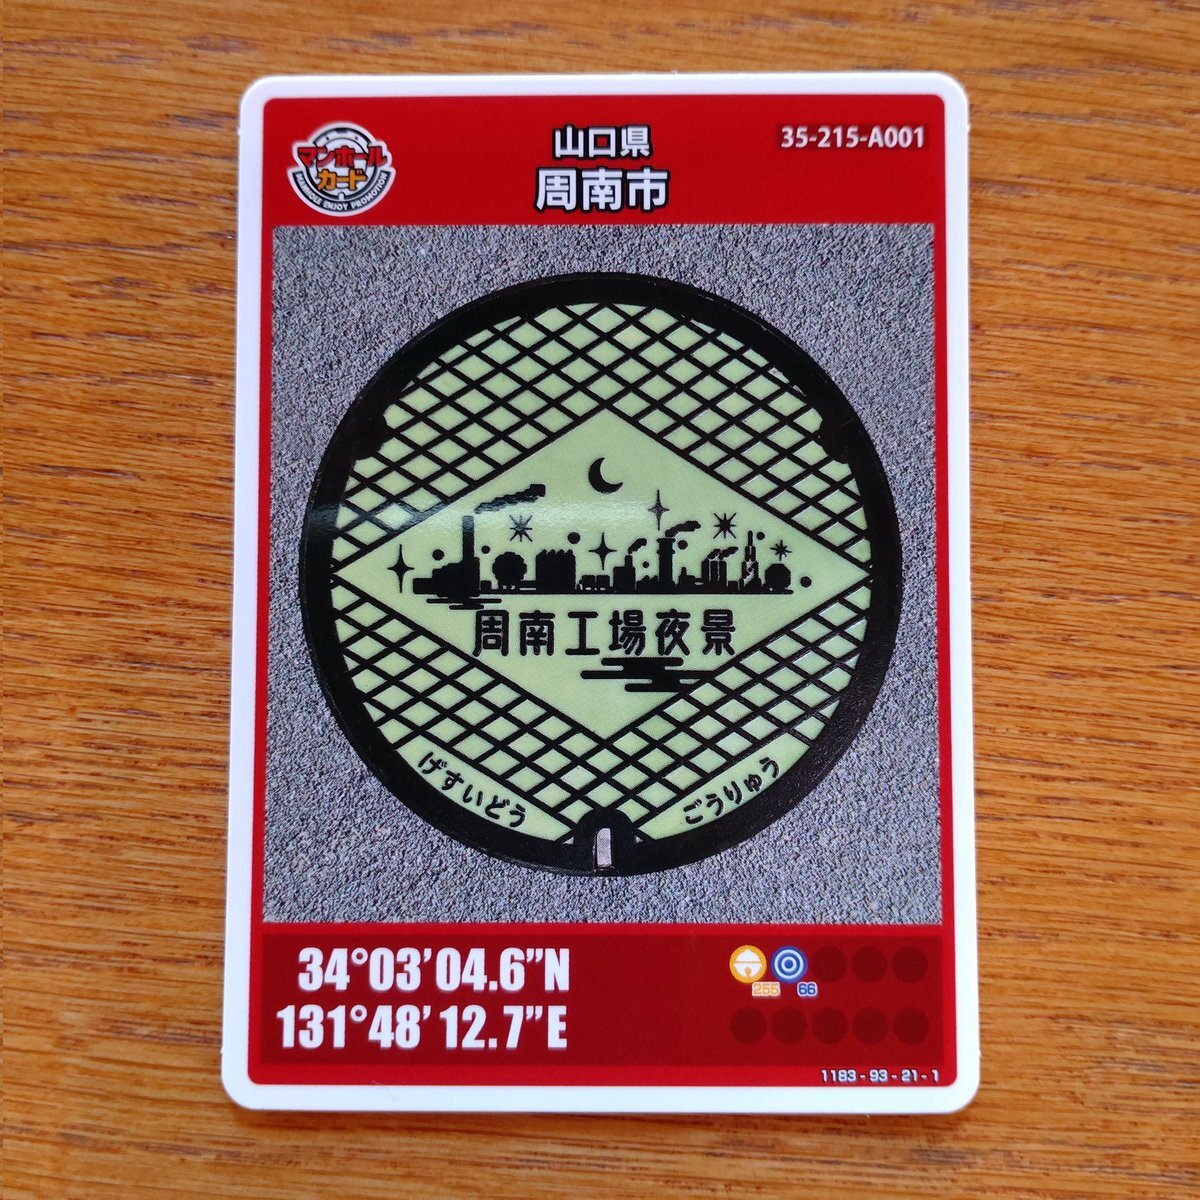 マンホール
カード
MANHOLE ENJOY PROMOTION
山口県
周南市
35-215-A001
周南工場夜景
げすいどう
ごうりゅう
34°03’04.6”N
131°48’12.7”E
255
66
1183-93-21-1